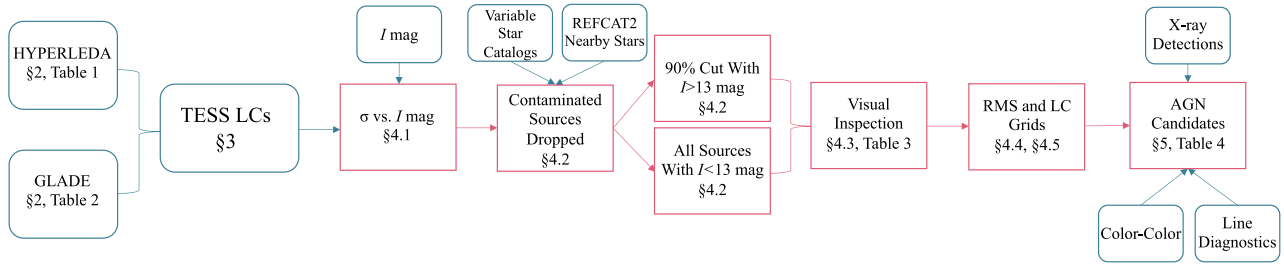 HYPERLEDA
§2, Table 1
GLADE
§2, Table 2
TESS LCs
§3
I mag
σ vs. I mag
§4.1
Variable
Star
Catalogs
REFCAT2
Nearby Stars
Contaminated
Sources
Dropped
§4.2
90% Cut With
I>13 mag
§4.2
All Sources
With I<13 mag
§4.2
Visual
Inspection
§4.3, Table 3
RMS and LC
Grids
§4.4, §4.5
X-ray
Detections
AGN
Candidates
§5, Table 4
Color-Color
Line
Diagnostics